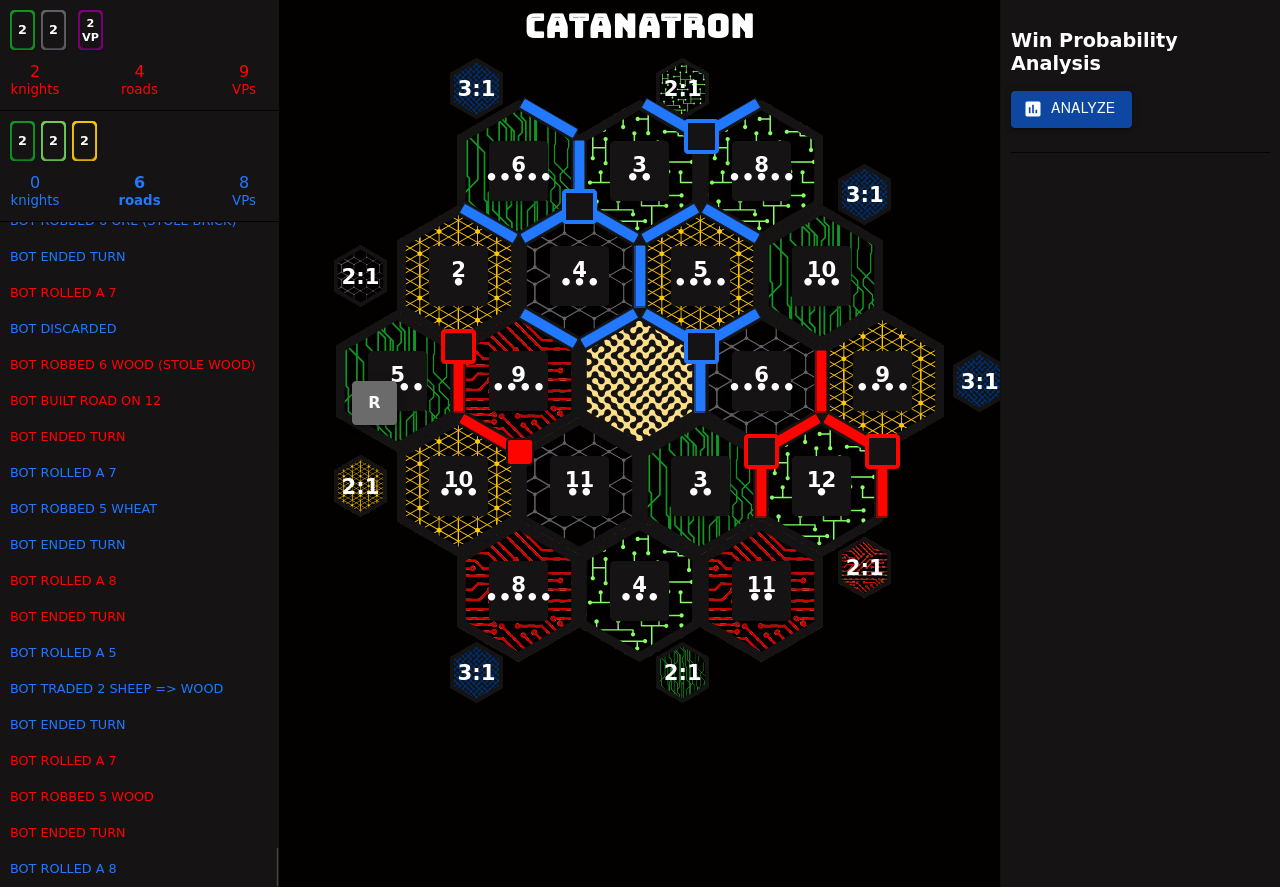 CATANATRON
2
2
2
VP
2
4
9
knights
roads
VPs
2
2
2
0
6
8
knights
roads
VPs
BOT ROBBED 6 ORE (STOLE BRICK)
BOT ENDED TURN
BOT ROLLED A 7
BOT DISCARDED
BOT ROBBED 6 WOOD (STOLE WOOD)
BOT BUILT ROAD ON 12
BOT ENDED TURN
BOT ROLLED A 7
BOT ROBBED 5 WHEAT
BOT ENDED TURN
BOT ROLLED A 8
BOT ENDED TURN
BOT ROLLED A 5
BOT TRADED 2 SHEEP => WOOD
BOT ENDED TURN
BOT ROLLED A 7
BOT ROBBED 5 WOOD
BOT ENDED TURN
BOT ROLLED A 8
3:1
2:1
6
3
8
3:1
2:1
2
4
5
10
5
9
6
9
3:1
R
2:1
10
11
3
12
8
4
11
2:1
3:1
2:1
Win Probability
Analysis
ANALYZE